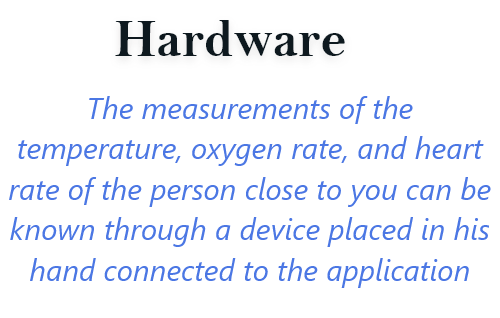 Hardware
The measurements of the
temperature, oxygen rate, and heart
rate of the person close to you can be
known through a device placed in his
hand connected to the application